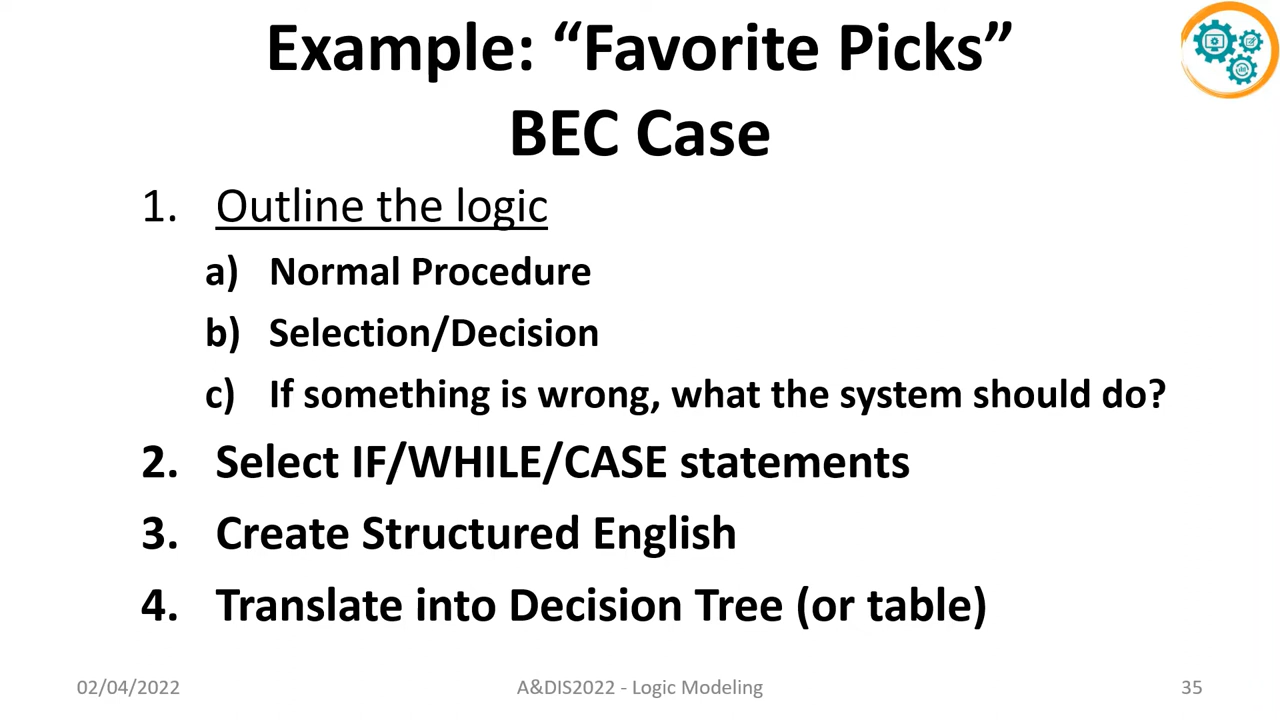 Example: “Favorite Picks”
BEC Case
1. Outline the logic
a) Normal Procedure
b) Selection/Decision
c) If something is wrong, what the system should do?
2. Select IF/WHILE/CASE statements
3. Create Structured English
4. Translate into Decision Tree (or table)
02/04/2022
A&DIS2022 - Logic Modeling
35